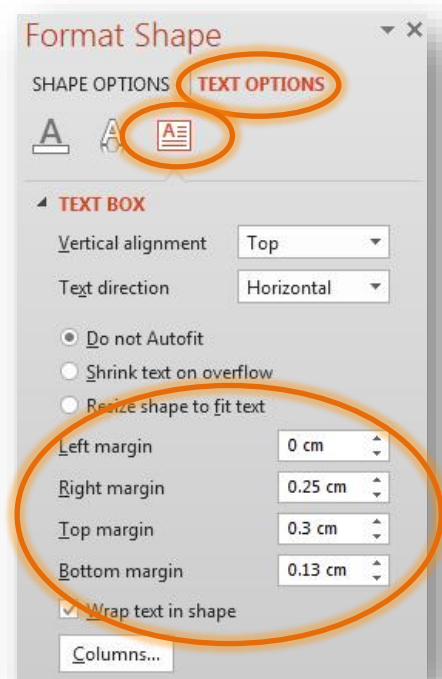 Format Shape
SHAPE OPTIONS TEXT OPTIONS
A A A
TEXT BOX
Vertical alignment Top
Text direction Horizontal
Do not Autofit
Shrink text on overflow
Resize shape to fit text
Left margin 0 cm
Right margin 0.25 cm
Top margin 0.3 cm
Bottom margin 0.13 cm
Wrap text in shape
Columns...